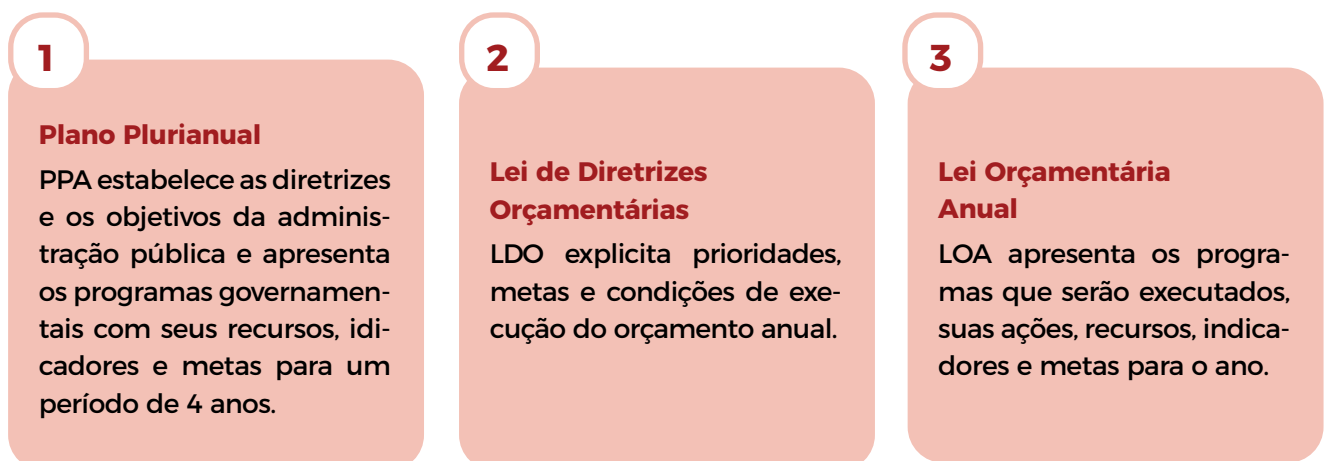 1
Plano Plurianual
PPA estabelece as diretrizes
e os objetivos da adminis-
tração pública e apresenta
os programas governamen-
tais com seus recursos, idi-
cadores e metas para um
período de 4 anos.
2
Lei de Diretrizes
Orçamentárias
LDO explicita prioridades,
metas e condições de exe-
cução do orçamento anual.
3
Lei Orçamentária
Anual
LOA apresenta os progra-
mas que serão executados,
suas ações, recursos, indica-
dores e metas para o ano.